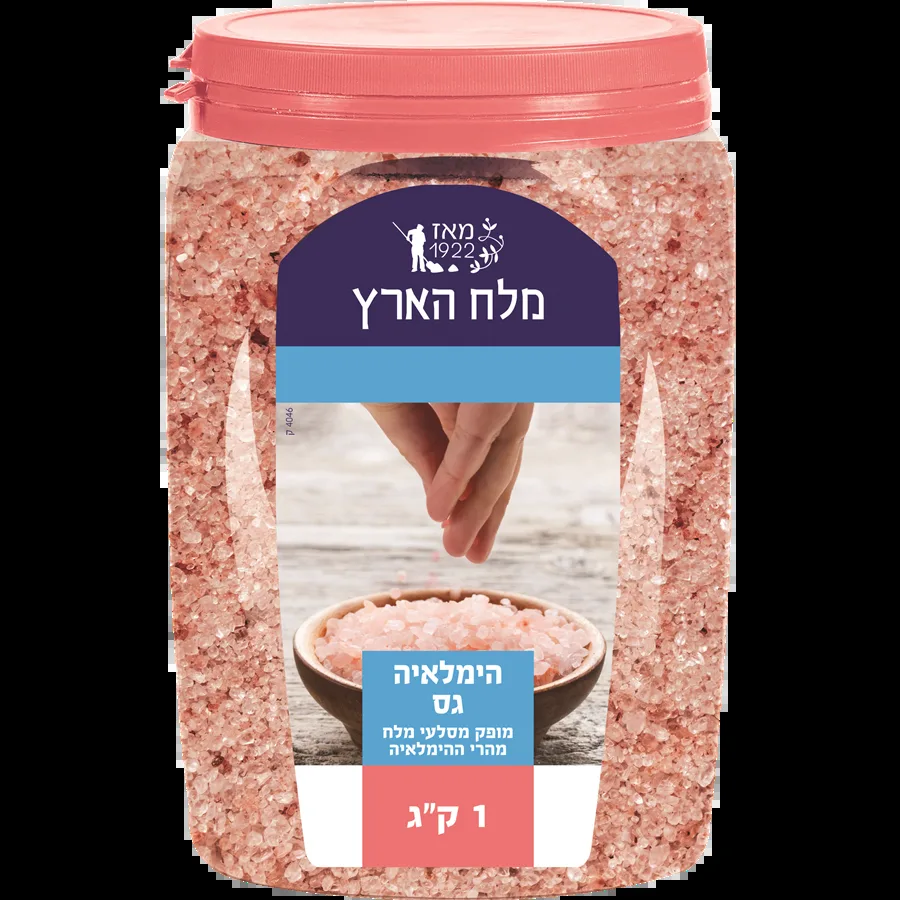 מאז
1922
מלח הארץ
4046 ק
הימלאיה
גס
מופק מסלעי מלח
מהרי ההימלאיה
1 ק"ג